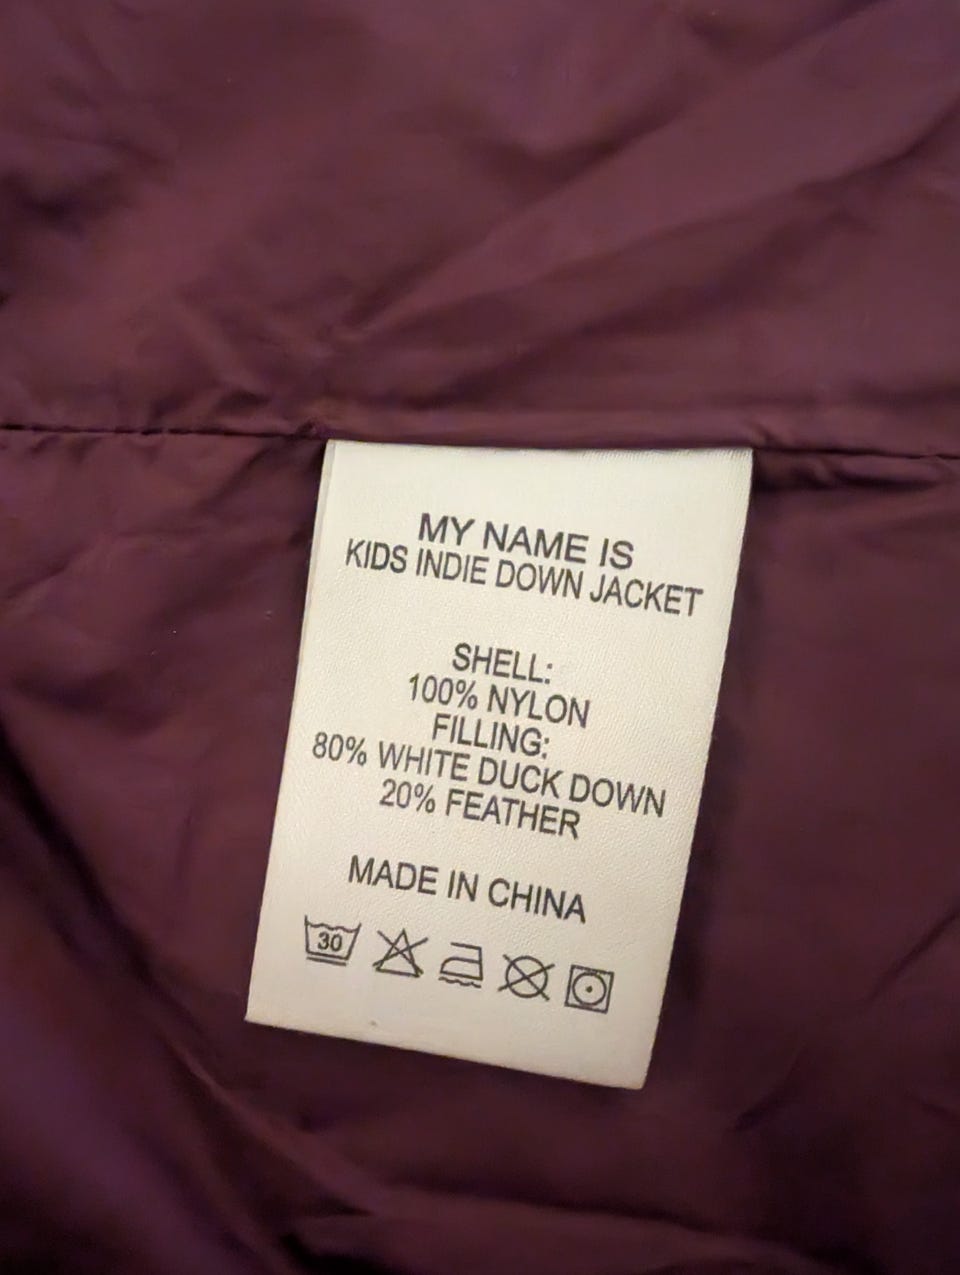 MY NAME IS
KIDS INDIE DOWN JACKET
SHELL:
100% NYLON
FILLING:
80% WHITE DUCK DOWN
20% FEATHER
MADE IN CHINA
30